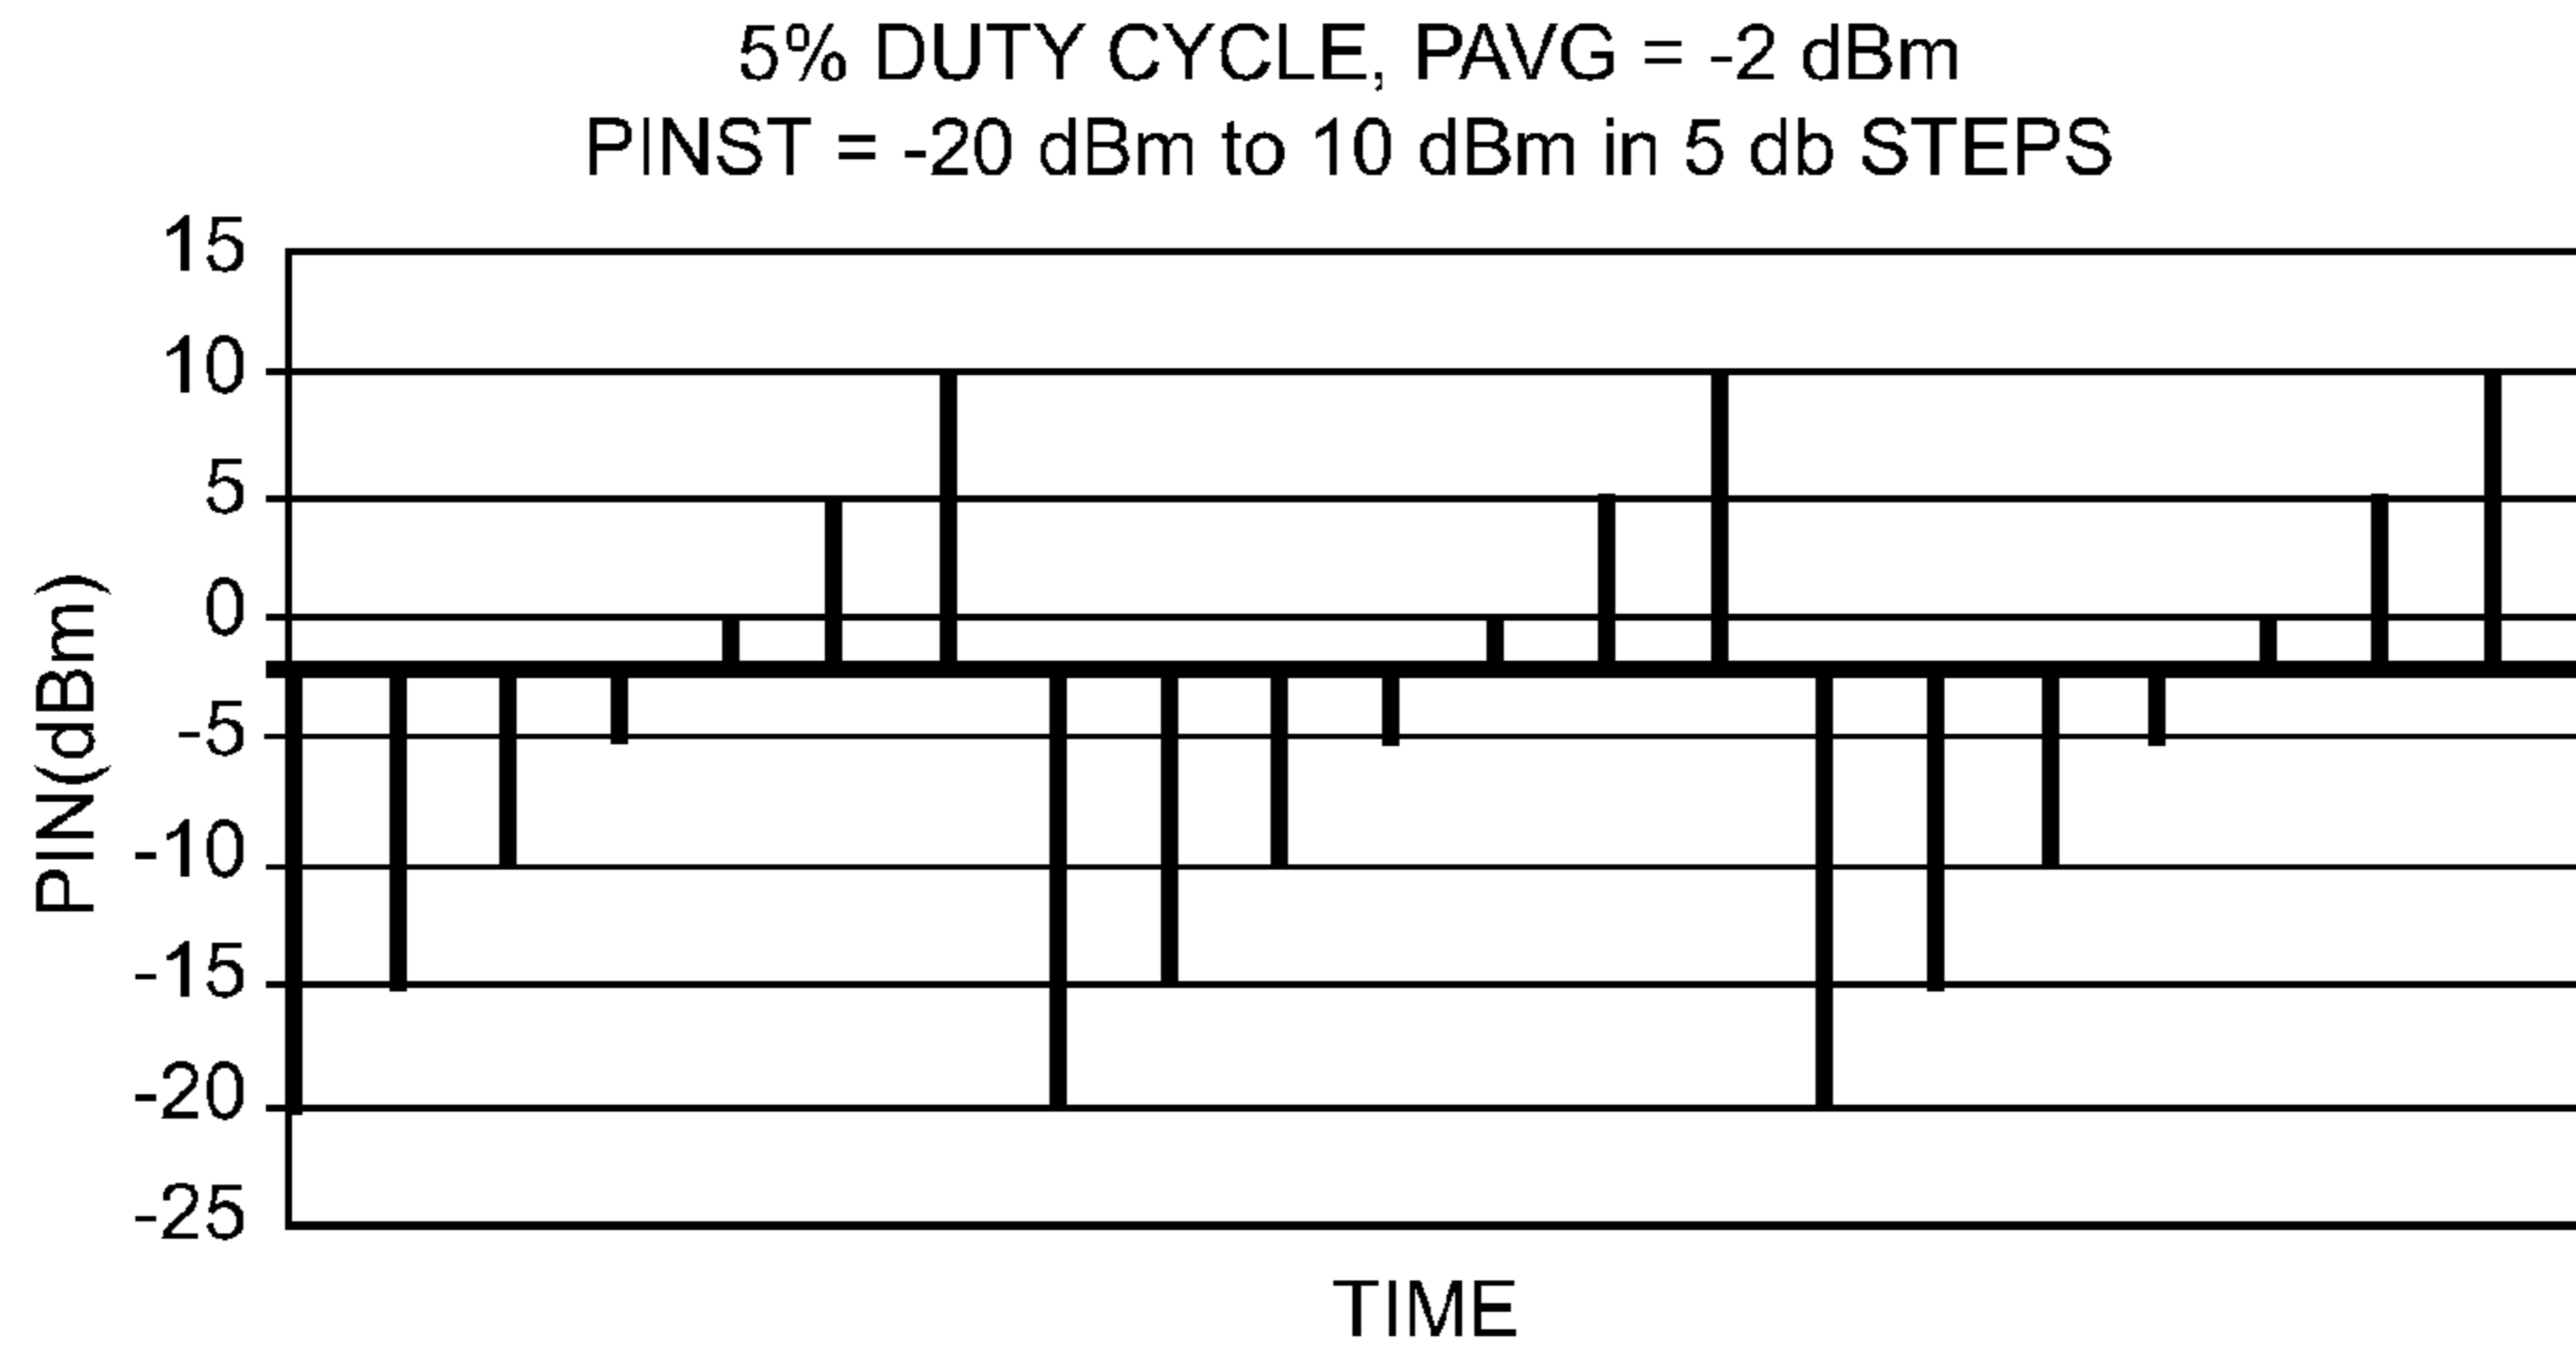 5% DUTY CYCLE, PAVG = -2 dBm
PINST = -20 dBm to 10 dBm in 5 db STEPS
15
10
5
0
-5
-10
-15
-20
-25
PIN(dBm)
TIME